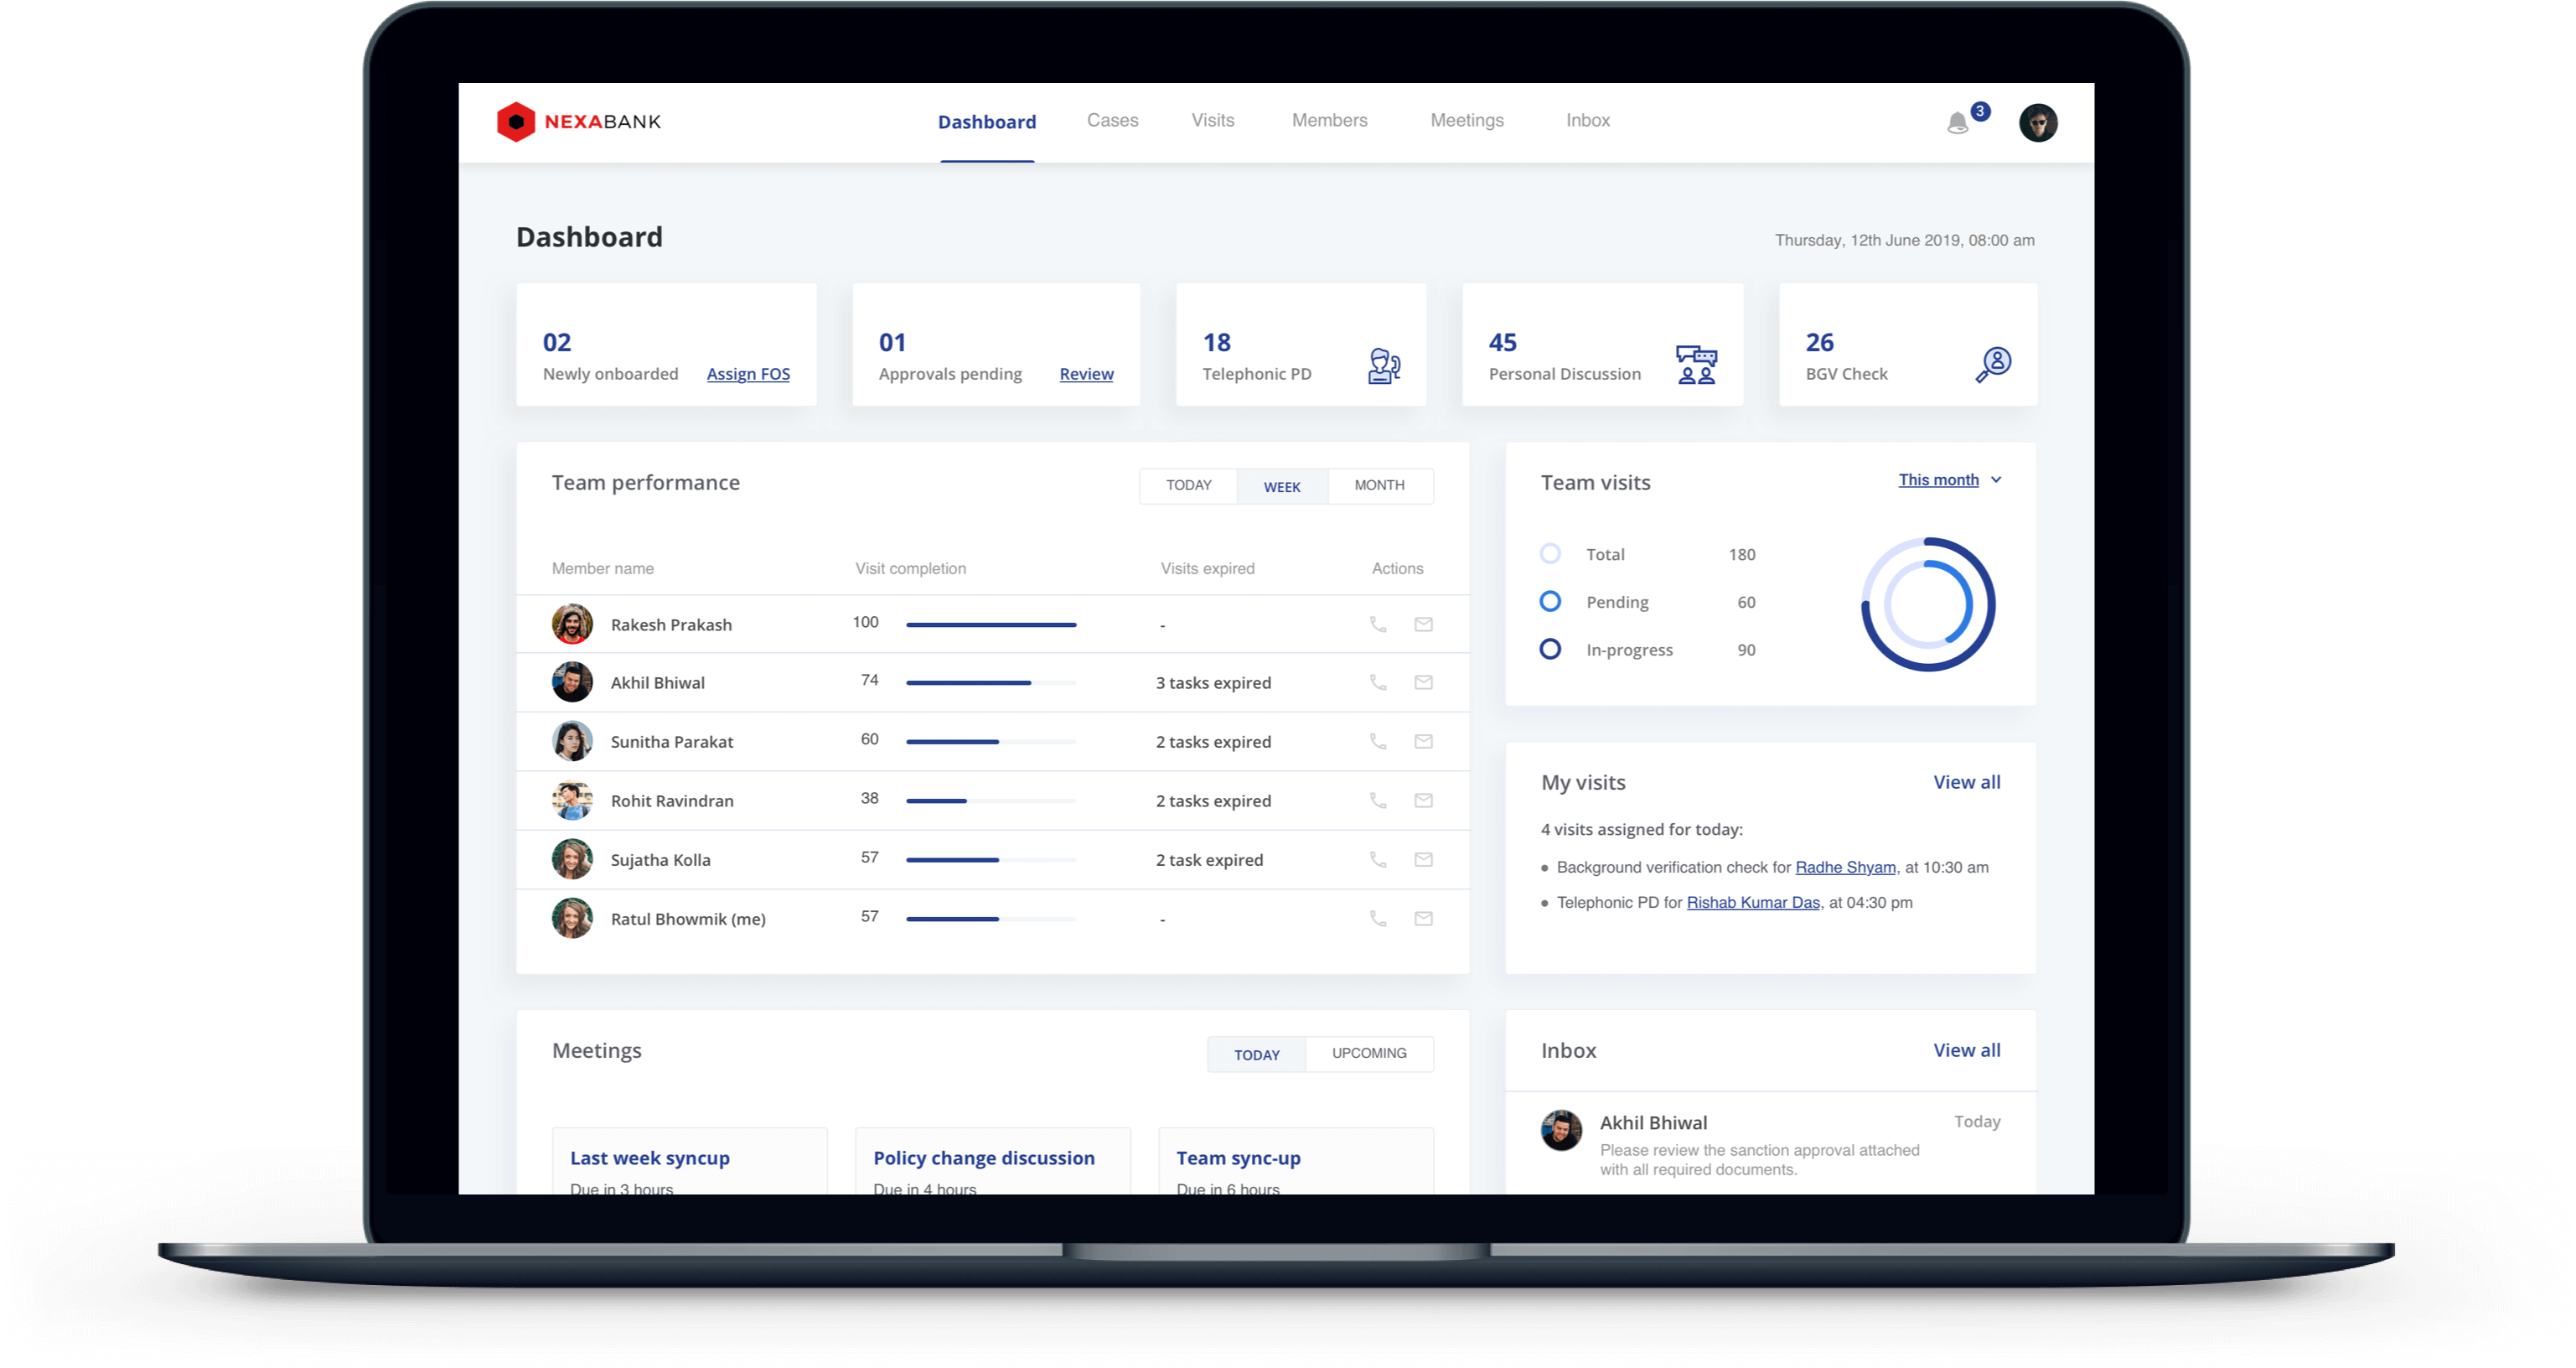 NEXABANK
Dashboard Cases Visits Members Meetings Inbox 3
Dashboard
Thursday, 12th June 2019, 08:00 am
02
Newly onboarded Assign FOS
01
Approvals pending Review
18
Telephonic PD
45
Personal Discussion
26
BGV Check
Team performance TODAY WEEK MONTH
Member name Visit completion Visits expired Actions
Rakesh Prakash 100 -
Akhil Bhiwal 74 3 tasks expired
Sunitha Parakat 60 2 tasks expired
Rohit Ravindran 38 2 tasks expired
Sujatha Kolla 57 2 task expired
Ratul Bhowmik (me) 57 -
Team visits This month
Total 180
Pending 60
In-progress 90
My visits View all
4 visits assigned for today:
• Background verification check for Radhe Shyam, at 10:30 am
• Telephonic PD for Rishab Kumar Das, at 04:30 pm
Meetings TODAY UPCOMING
Last week syncup
Due in 3 hours
Policy change discussion
Due in 4 hours
Team sync-up
Due in 6 hours
Inbox View all
Akhil Bhiwal Today
Please review the sanction approval attached
with all required documents.